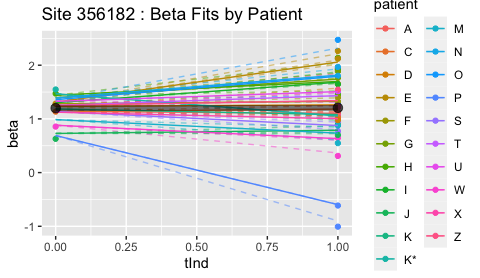 Site 356182 : Beta Fits by Patient
beta
2
1
0
-1
0.00 0.25 0.50 0.75 1.00
tInd
patient
A
C
D
E
F
G
H
I
J
K
K*
M
N
O
P
S
T
U
W
X
Z